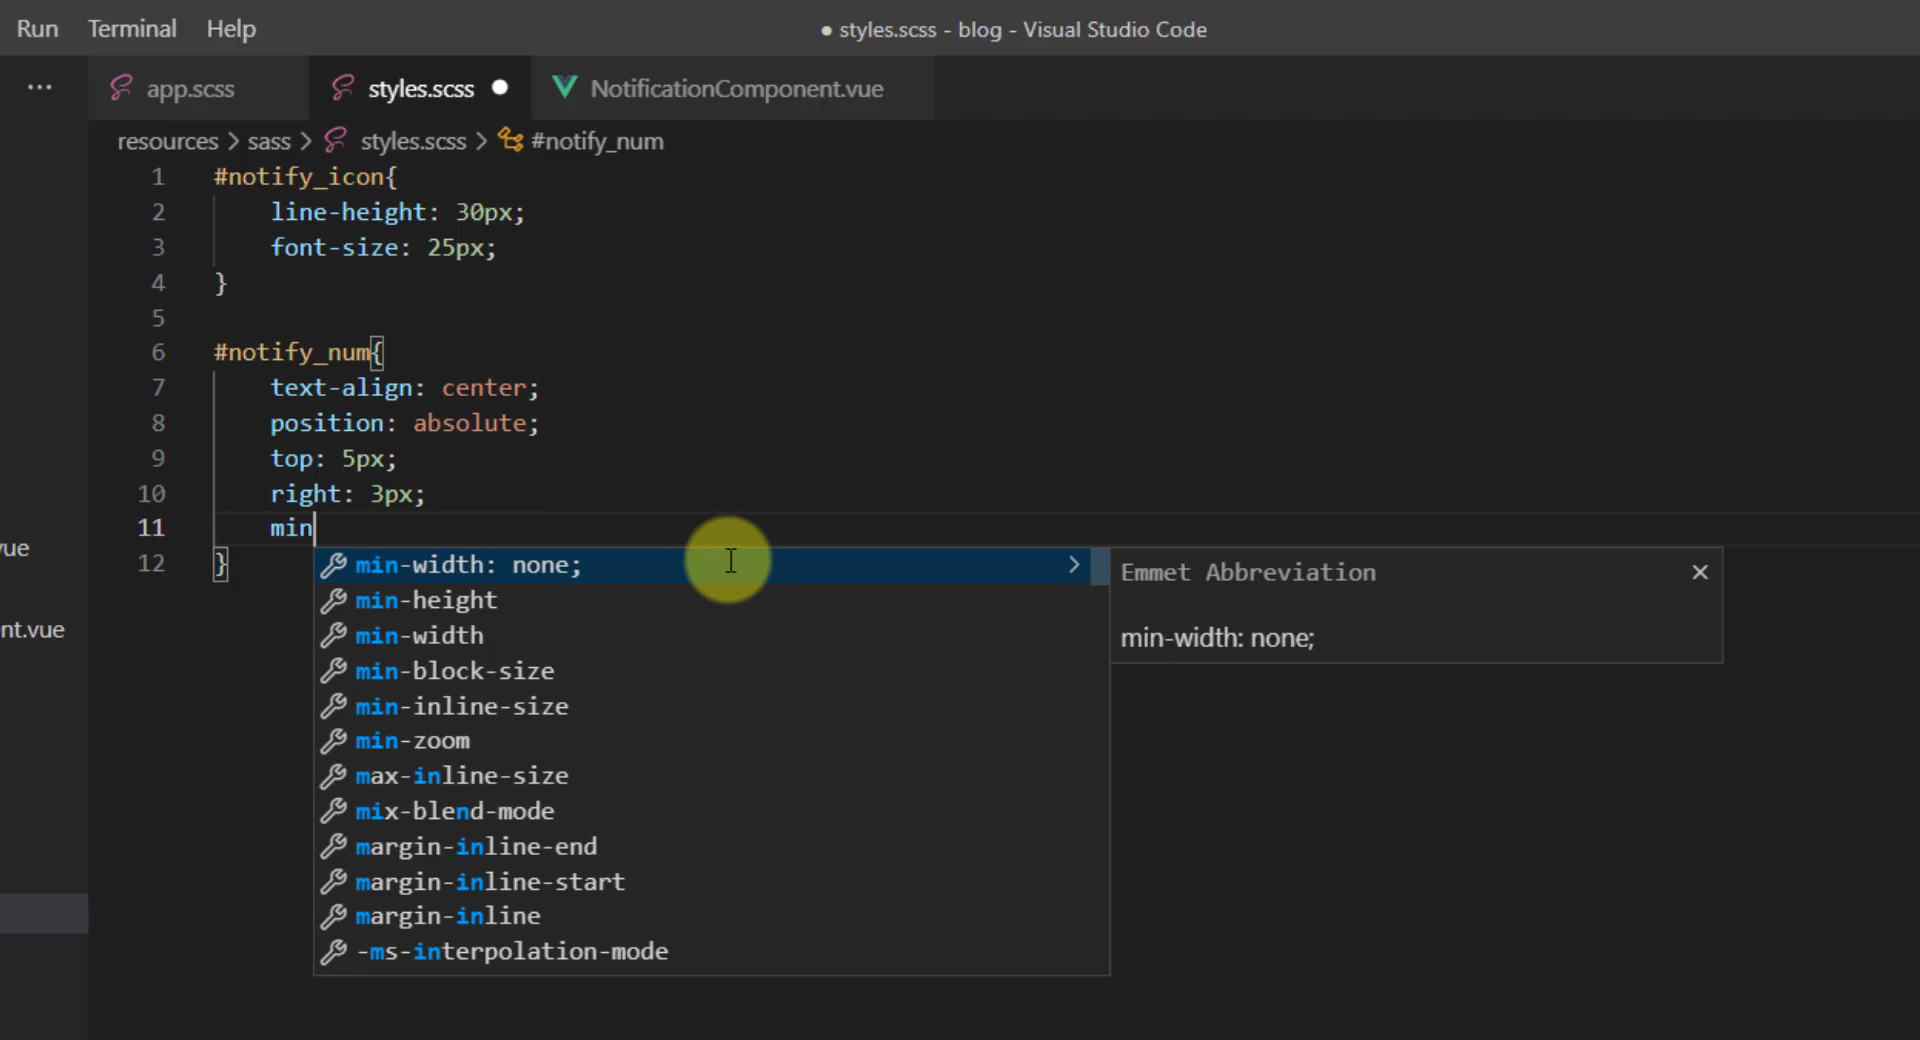 Run Terminal Help
● styles.scss - blog - Visual Studio Code
... app.scss styles.scss ● NotificationComponent.vue
resources > sass > styles.scss > #notify_num
1 #notify_icon{
2 line-height: 30px;
3 font-size: 25px;
4 }
5
6 #notify_num{
7 text-align: center;
8 position: absolute;
9 top: 5px;
10 right: 3px;
11 min
12 }
vue
nt.vue
min-width: none;
min-height
min-width
min-block-size
min-inline-size
min-zoom
max-inline-size
mix-blend-mode
margin-inline-end
margin-inline-start
margin-inline
-ms-interpolation-mode
Emmet Abbreviation
min-width: none;